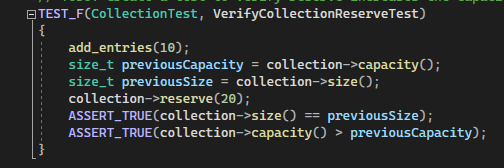 TEST_F(CollectionTest, VerifyCollectionReserveTest)
{
    add_entries(10);
    size_t previousCapacity = collection->capacity();
    size_t previousSize = collection->size();
    collection->reserve(20);
    ASSERT_TRUE(collection->size() == previousSize);
    ASSERT_TRUE(collection->capacity() > previousCapacity);
}